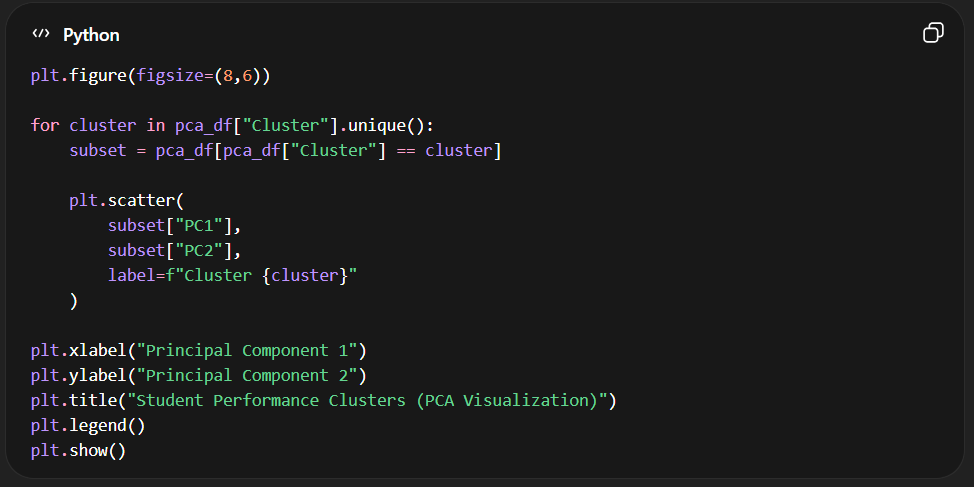 Python
plt.figure(figsize=(8,6))
for cluster in pca_df["Cluster"].unique():
    subset = pca_df[pca_df["Cluster"] == cluster]
    plt.scatter(
        subset["PC1"],
        subset["PC2"],
        label=f"Cluster {cluster}"
    )
plt.xlabel("Principal Component 1")
plt.ylabel("Principal Component 2")
plt.title("Student Performance Clusters (PCA Visualization)")
plt.legend()
plt.show()